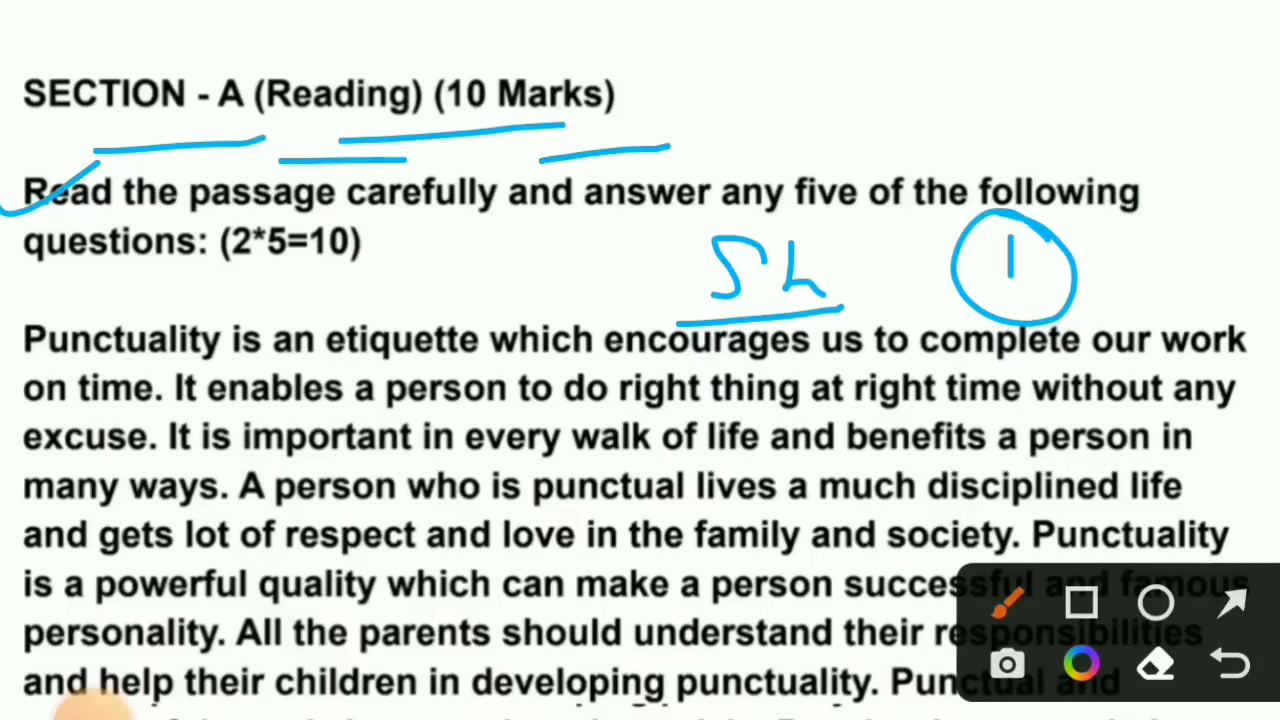 SECTION - A (Reading) (10 Marks)
Read the passage carefully and answer any five of the following
questions: (2*5=10)
Sh 1
Punctuality is an etiquette which encourages us to complete our work
on time. It enables a person to do right thing at right time without any
excuse. It is important in every walk of life and benefits a person in
many ways. A person who is punctual lives a much disciplined life
and gets lot of respect and love in the family and society. Punctuality
is a powerful quality which can make a person successful and famous
personality. All the parents should understand their responsibilities
and help their children in developing punctuality. Punctual and